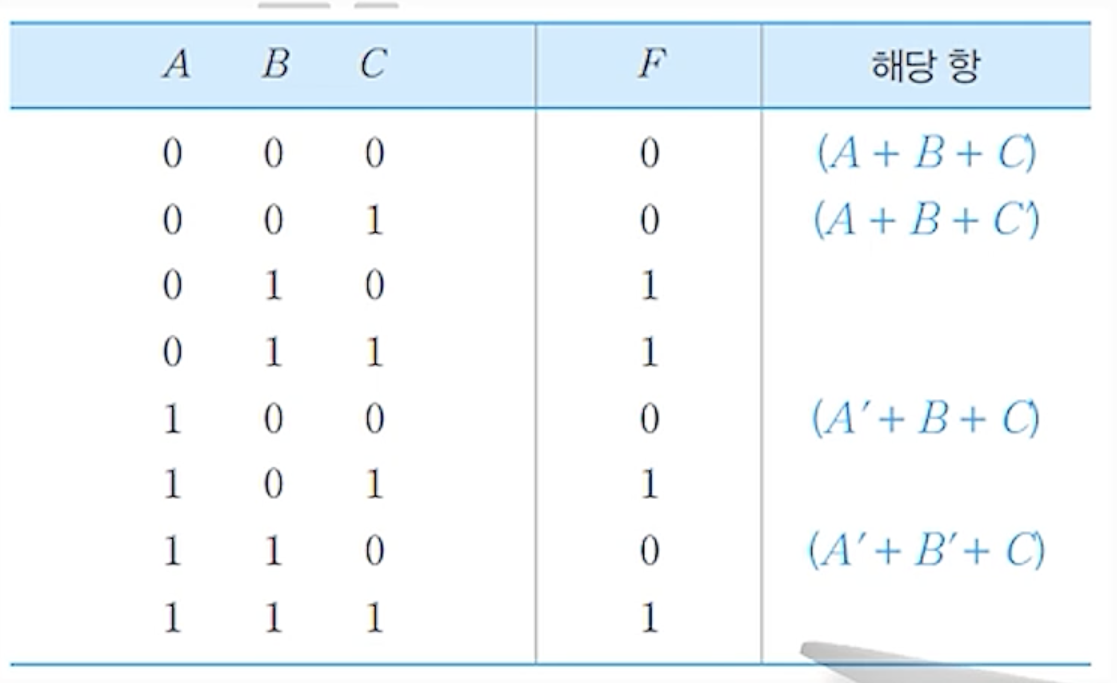 A B C F 해당 항
0 0 0 0 (A + B + C)
0 0 1 0 (A + B + C′)
0 1 0 1
0 1 1 1
1 0 0 0 (A′ + B + C)
1 0 1 1
1 1 0 0 (A′ + B′ + C)
1 1 1 1